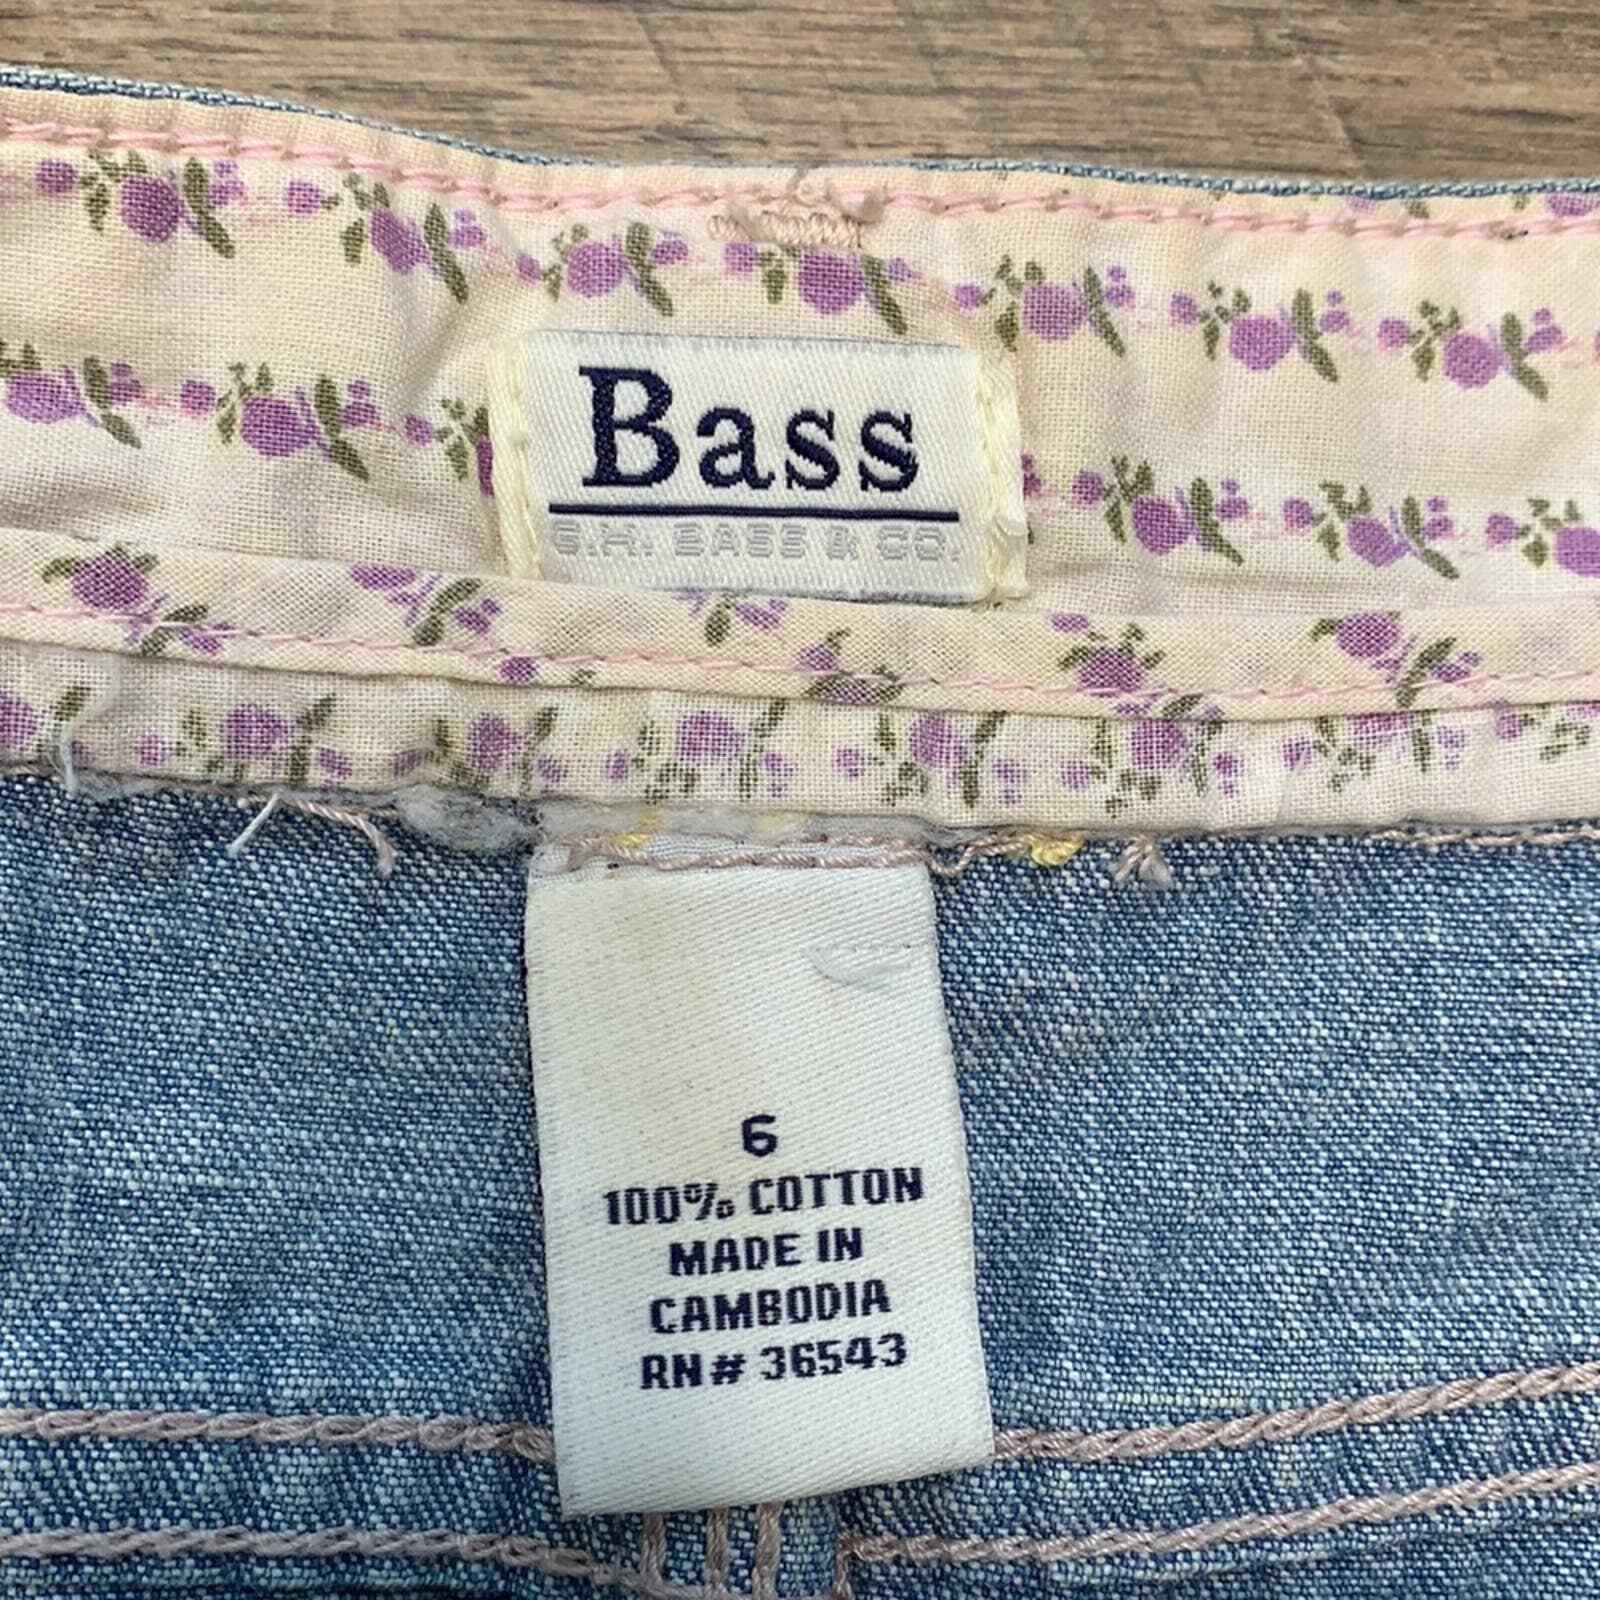 Bass
G.H. BASS & CO.
6
100% COTTON
MADE IN
CAMBODIA
RN# 36543